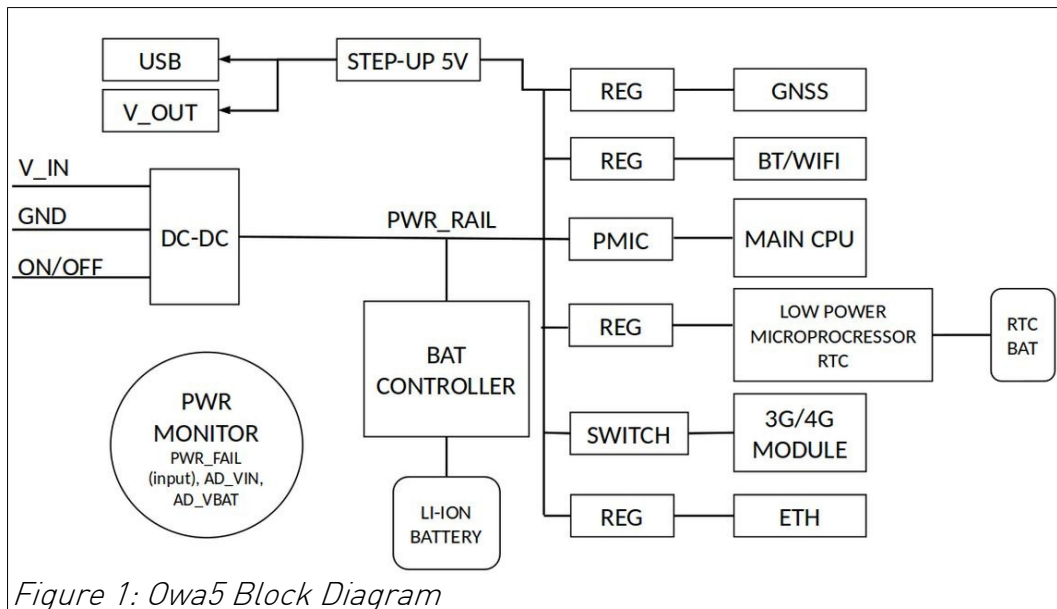 USB
STEP-UP 5V
REG
GNSS
V_OUT
V_IN
REG
BT/WIFI
GND
DC-DC
PWR_RAIL
PMIC
MAIN CPU
ON/OFF
REG
LOW POWER
MICROPROCRESSOR
RTC
RTC
BAT
BAT
CONTROLLER
PWR
MONITOR
PWR_FAIL
(input), AD_VIN,
AD_VBAT
SWITCH
3G/4G
MODULE
LI-ION
BATTERY
REG
ETH
Figure 1: Owa5 Block Diagram